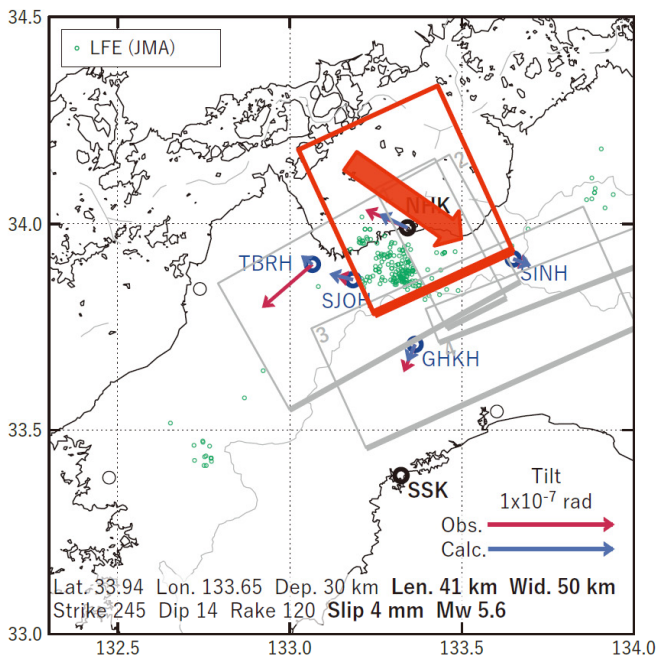 34.5
LFE (JMA)
2
34.0
NHK
TBRH
SINH
SJOH
3
GHKH
33.5
SSK
Tilt
1x10-7 rad
Obs.
Calc.
Lat. 33.94 Lon. 133.65 Dep. 30 km Len. 41 km Wid. 50 km
Strike 245 Dip 14 Rake 120 Slip 4 mm Mw 5.6
33.0
132.5 133.0 133.5 134.0